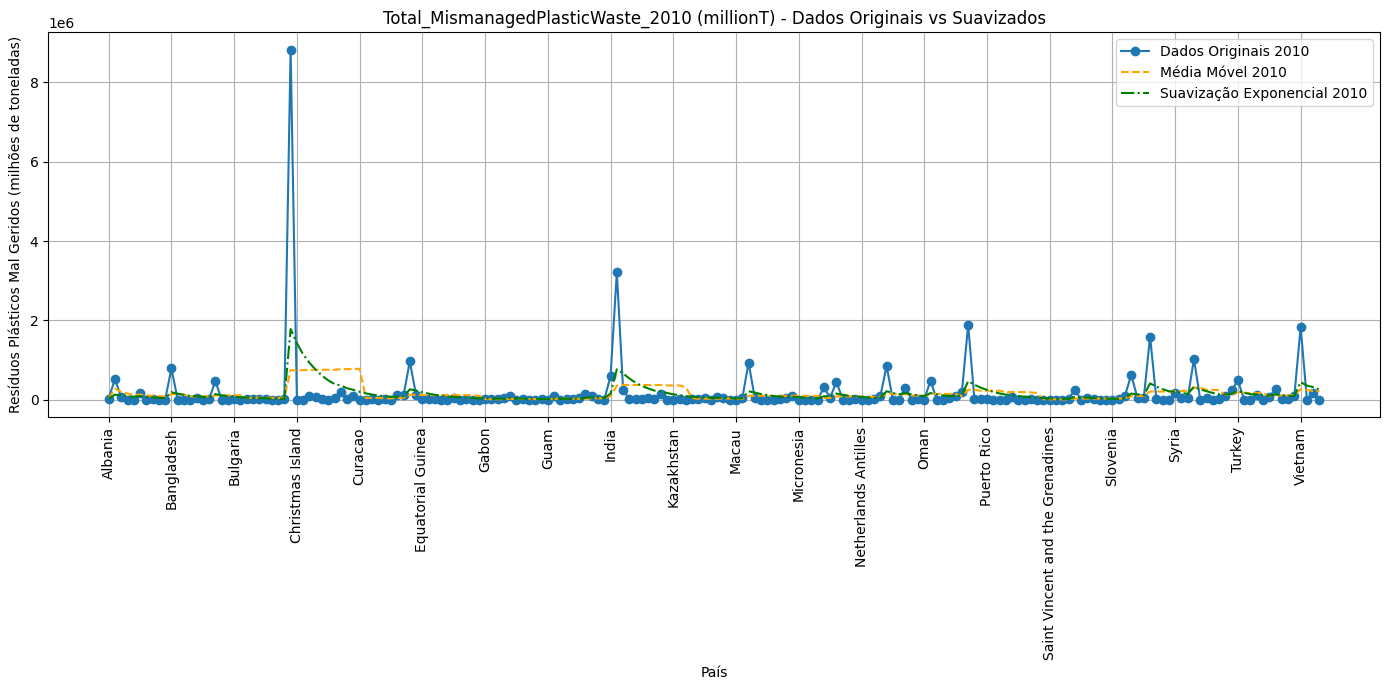 Total_MismanagedPlasticWaste_2010 (millionT) - Dados Originais vs Suavizados
1e6
Resíduos Plásticos Mal Geridos (milhões de toneladas)
8
6
4
2
0
Dados Originais 2010
Média Móvel 2010
Suavização Exponencial 2010
Albania
Bangladesh
Bulgaria
Christmas Island
Curacao
Equatorial Guinea
Gabon
Guam
India
Kazakhstan
Macau
Micronesia
Netherlands Antilles
Oman
Puerto Rico
Saint Vincent and the Grenadines
Slovenia
Syria
Turkey
Vietnam
País